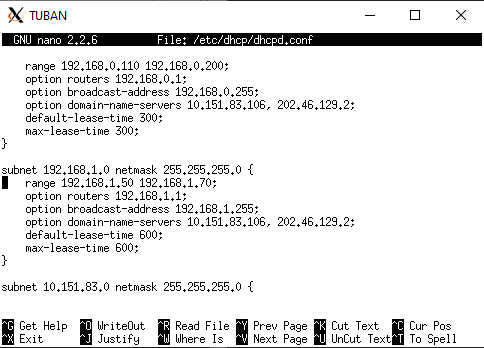 TUBAN
GNU nano 2.2.6 File: /etc/dhcp/dhcpd.conf
range 192.168.0.110 192.168.0.200;
option routers 192.168.0.1;
option broadcast-address 192.168.0.255;
option domain-name-servers 10.151.83.106, 202.46.129.2;
default-lease-time 300;
max-lease-time 300;
}
subnet 192.168.1.0 netmask 255.255.255.0 {
range 192.168.1.50 192.168.1.70;
option routers 192.168.1.1;
option broadcast-address 192.168.1.255;
option domain-name-servers 10.151.83.106, 202.46.129.2;
default-lease-time 600;
max-lease-time 600;
}
subnet 10.151.83.0 netmask 255.255.255.0 {
^G Get Help ^O WriteOut ^R Read File ^Y Prev Page ^K Cut Text ^C Cur Pos
^X Exit ^J Justify ^W Where Is ^V Next Page ^U UnCut Text ^T To Spell